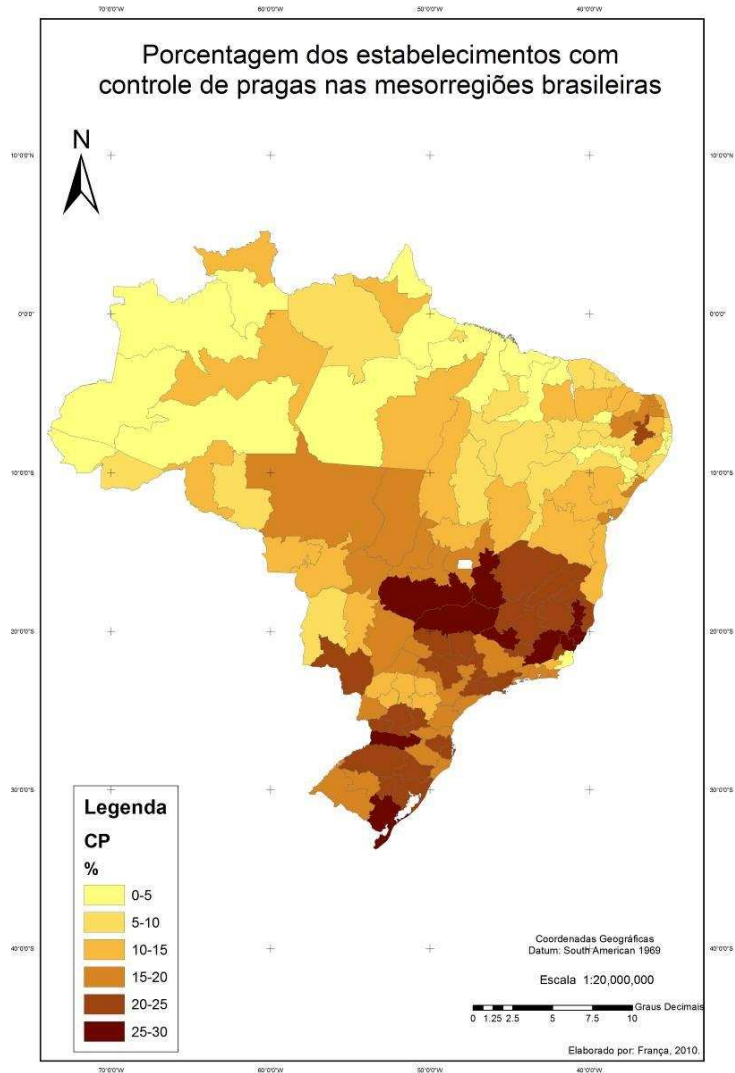 70°0'0"W 60°0'0"W 50°0'0"W 40°0'0"W
Porcentagem dos estabelecimentos com
controle de pragas nas mesorregiões brasileiras
N
10°0'0"N 10°0'0"N
0°0'0" 0°0'0"
10°0'0"S 10°0'0"S
20°0'0"S 20°0'0"S
30°0'0"S 30°0'0"S
Legenda
CP
%
0-5
5-10
10-15
15-20
20-25
25-30
40°0'0"S 40°0'0"S
Coordenadas Geográficas
Datum: South American 1969
Escala 1:20,000,000
Graus Decimais
0 1.25 2.5 5 7.5 10
Elaborado por: França, 2010.
70°0'0"W 60°0'0"W 50°0'0"W 40°0'0"W